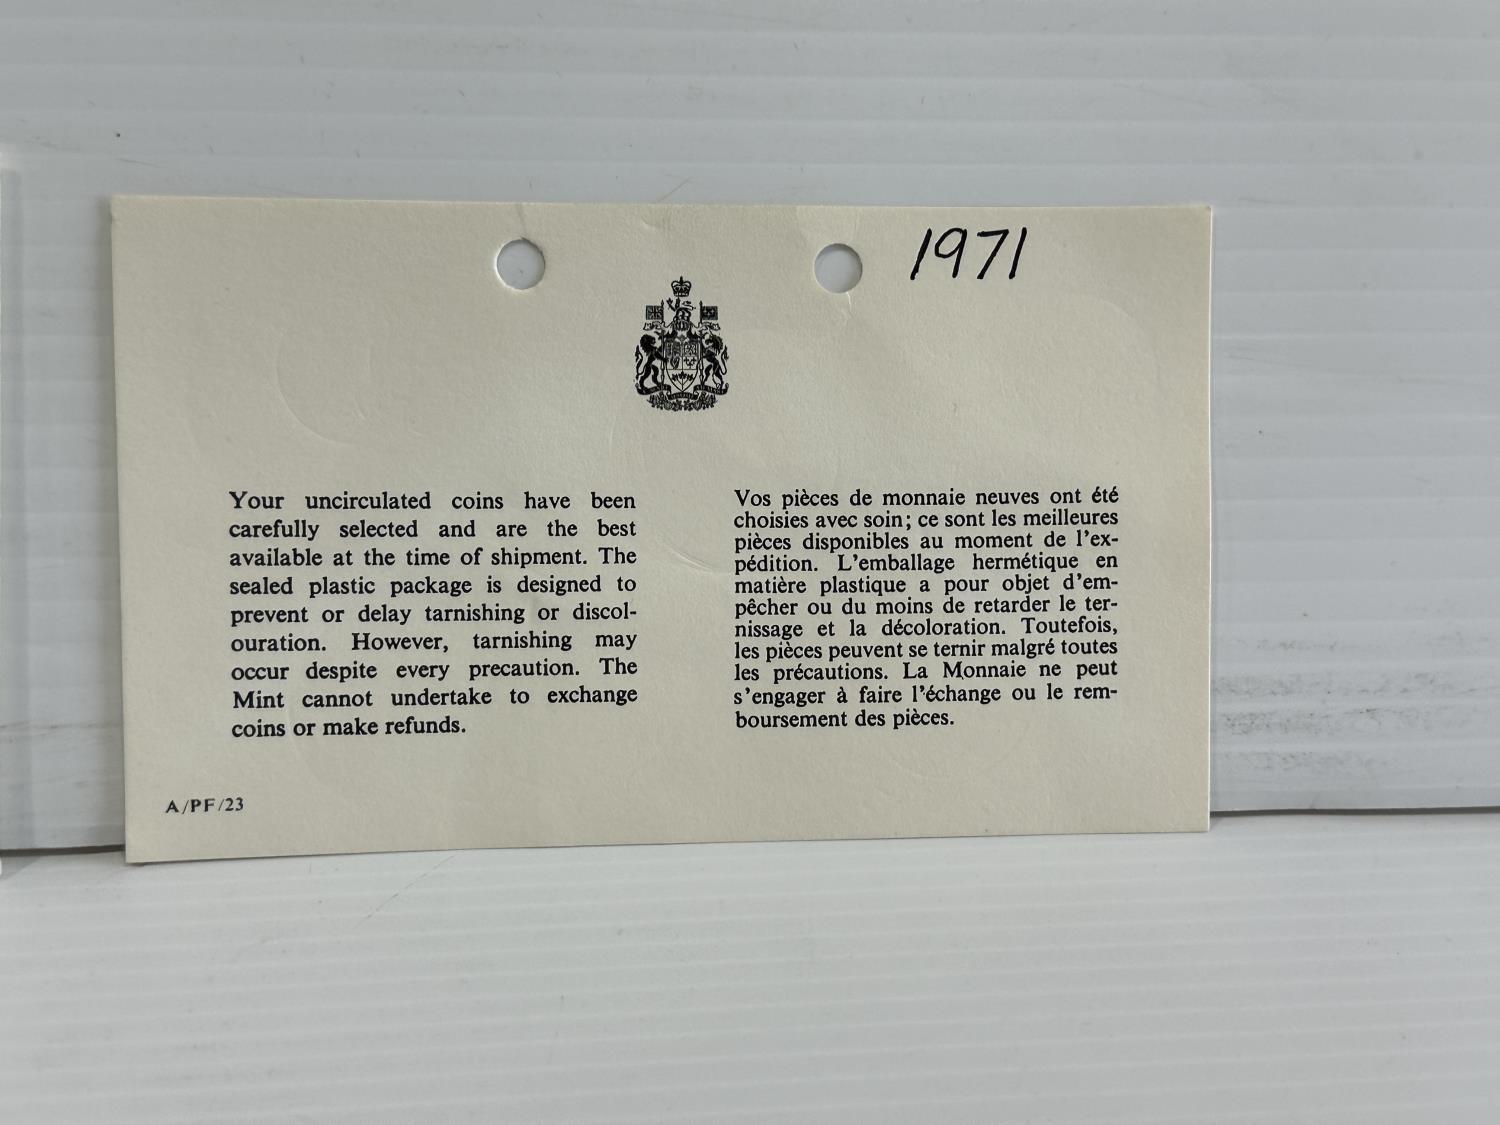 1971
Your uncirculated coins have been
carefully selected and are the best
available at the time of shipment. The
sealed plastic package is designed to
prevent or delay tarnishing or discol-
ouration. However, tarnishing may
occur despite every precaution. The
Mint cannot undertake to exchange
coins or make refunds.
Vos pièces de monnaie neuves ont été
choisies avec soin; ce sont les meilleures
pièces disponibles au moment de l'ex-
pédition. L'emballage hermétique en
matière plastique a pour objet d'em-
pêcher ou du moins de retarder le ter-
nissage et la décoloration. Toutefois,
les pièces peuvent se ternir malgré toutes
les précautions. La Monnaie ne peut
s'engager à faire l'échange ou le rem-
boursement des pièces.
A/PF/23